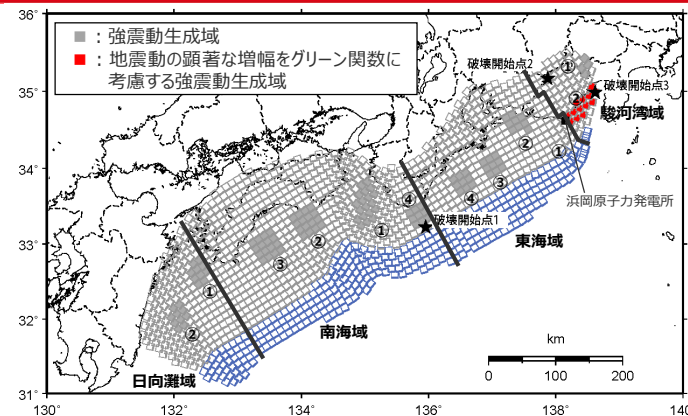 36°
35°
34°
33°
32°
31°
■：強震動生成域
■：地震動の顕著な増幅をグリーン関数に
考慮する強震動生成域
破壊開始点2
①
破壊開始点3
②
駿河湾域
②
①
浜岡原子力発電所
③
④
④
破壊開始点1
①
東海域
②
③
①
②
南海域
日向灘域
km
0 100 200
130° 132° 134° 136° 138° 140